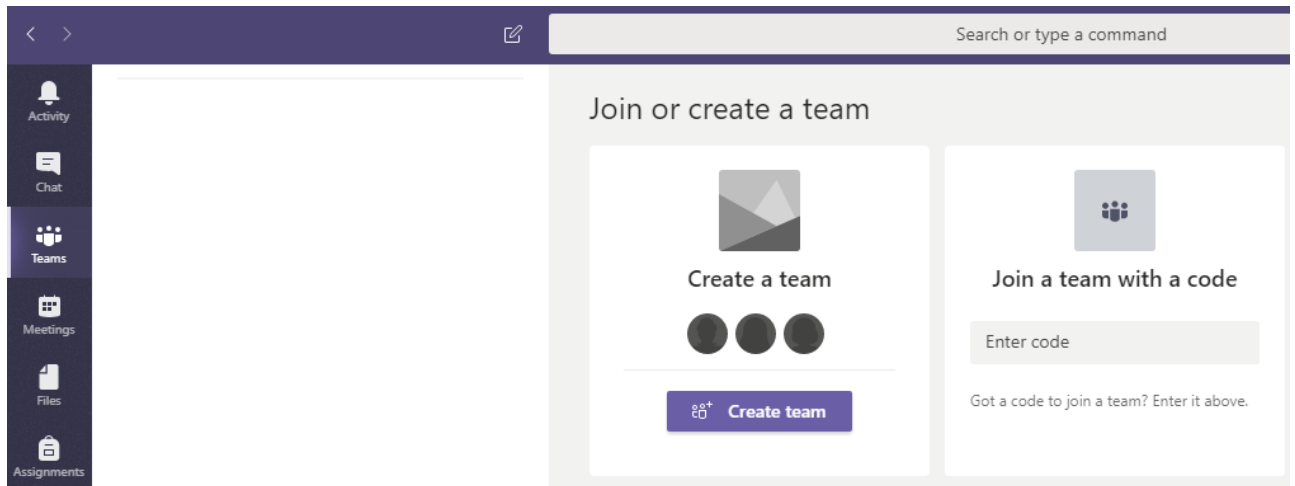 Search or type a command
Activity
Chat
Teams
Meetings
Files
Assignments
Join or create a team
Create a team
Create team
Join a team with a code
Enter code
Got a code to join a team? Enter it above.